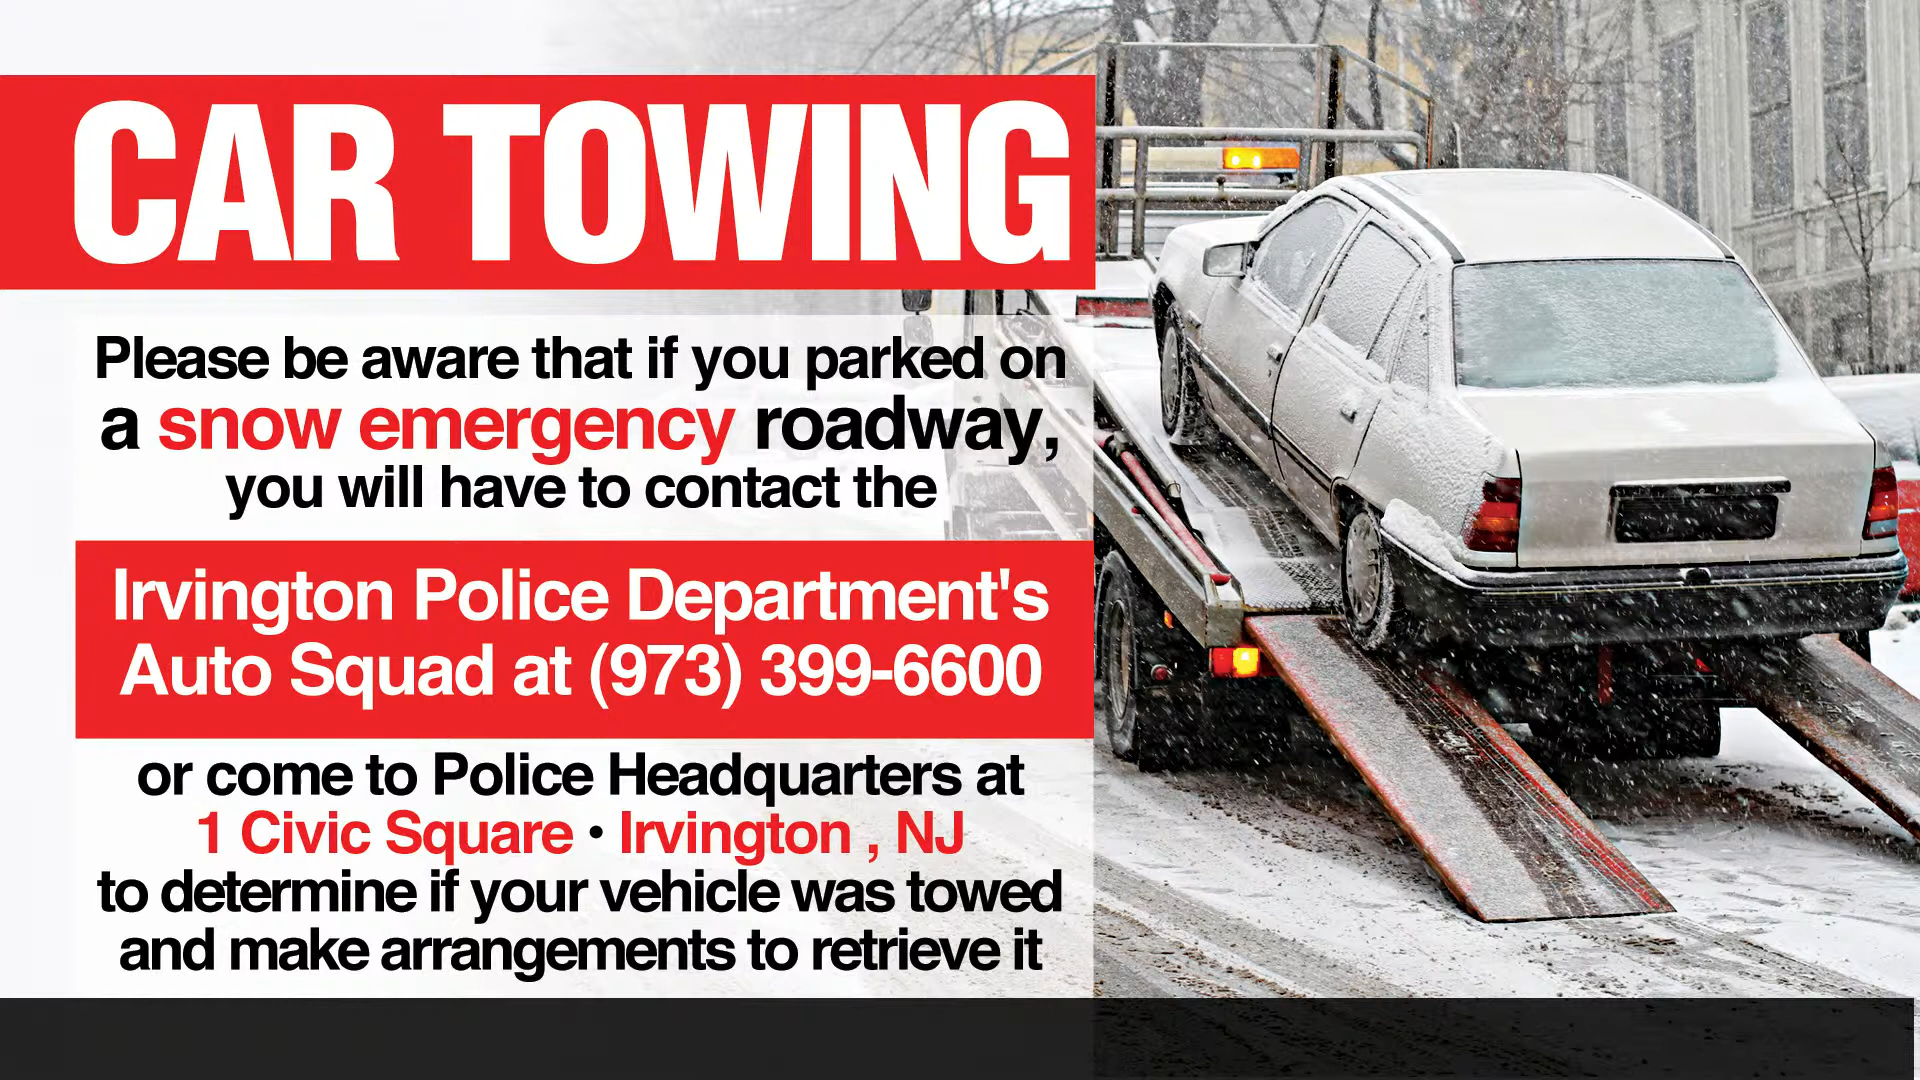 CAR TOWING
Please be aware that if you parked on
a snow emergency roadway,
you will have to contact the
Irvington Police Department's
Auto Squad at (973) 399-6600
or come to Police Headquarters at
1 Civic Square • Irvington , NJ
to determine if your vehicle was towed
and make arrangements to retrieve it